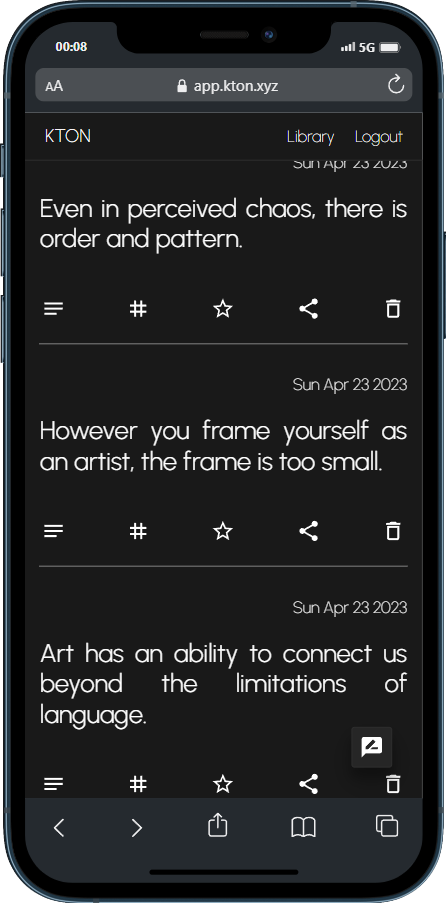 00:08
5G
AA
app.kton.xyz
KTON
Library Logout
Sun Apr 23 2023
Even in perceived chaos, there is
order and pattern.
#
Sun Apr 23 2023
However you frame yourself as
an artist, the frame is too small.
#
Sun Apr 23 2023
Art has an ability to connect us
beyond the limitations of
language.
#